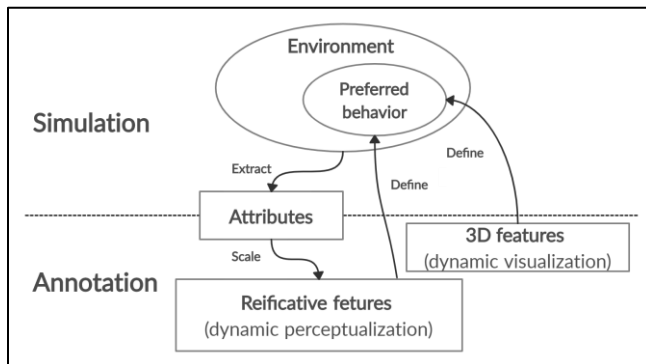 Environment
Preferred
behavior
Simulation
Extract
Define
Define
Attributes
Scale
3D features
(dynamic visualization)
Annotation
Reificative fetures
(dynamic perceptualization)